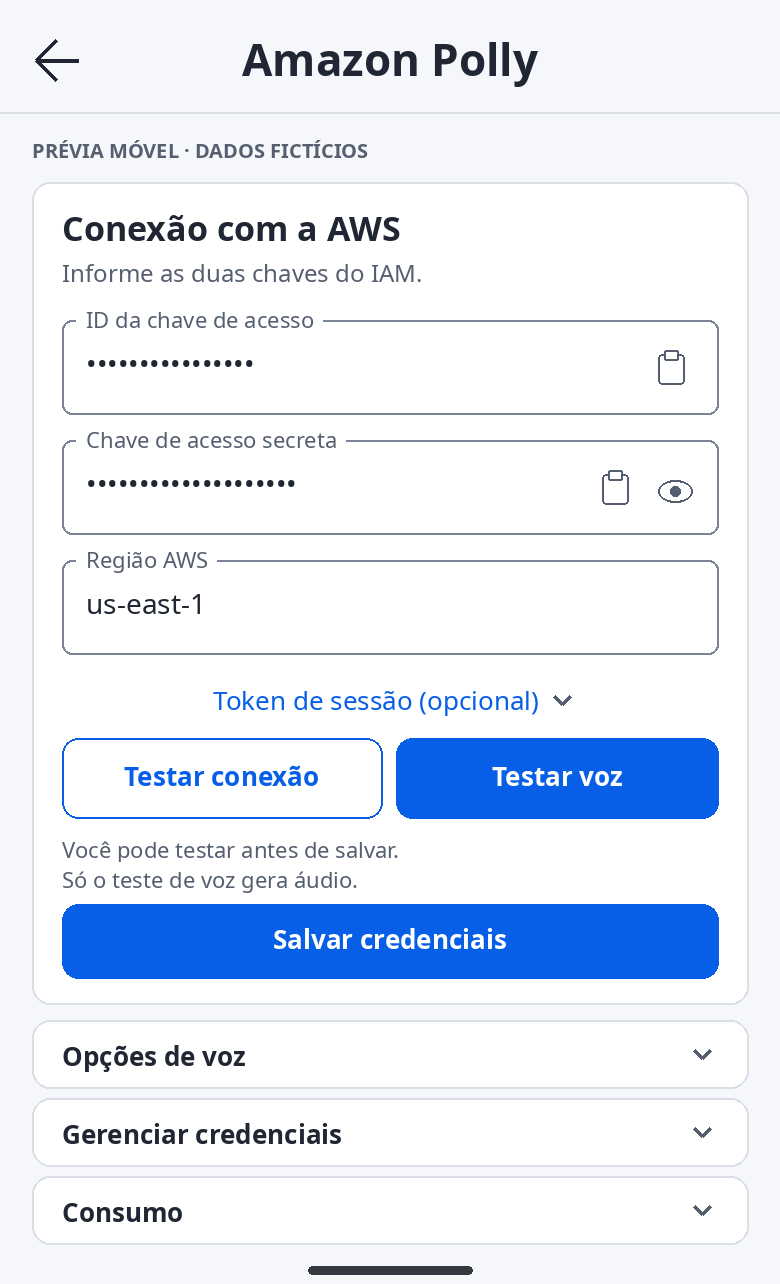 Amazon Polly
PRÉVIA MÓVEL · DADOS FICTÍCIOS
Conexão com a AWS
Informe as duas chaves do IAM.
ID da chave de acesso
••••••••••••••••
Chave de acesso secreta
••••••••••••••••••••
Região AWS
us-east-1
Token de sessão (opcional)
Testar conexão
Testar voz
Você pode testar antes de salvar.
Só o teste de voz gera áudio.
Salvar credenciais
Opções de voz
Gerenciar credenciais
Consumo